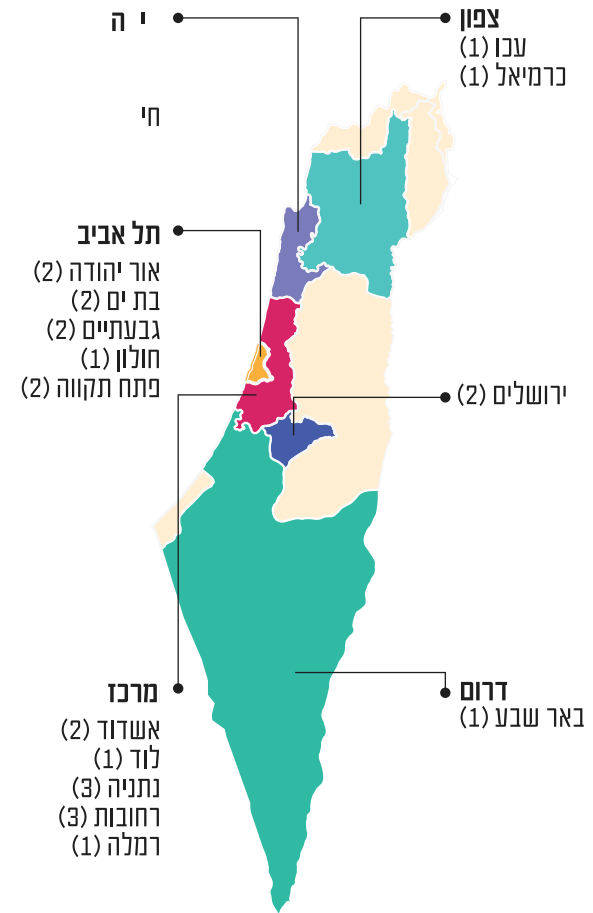 צפון
עכו (1)
כרמיאל (1)
תל אביב
אור יהודה (2)
בת ים (2)
גבעתיים (2)
חולון (1)
פתח תקווה (2)
ירושלים (2)
מרכז
אשדוד (2)
לוד (1)
נתניה (3)
רחובות (3)
רמלה (1)
דרום
באר שבע (1)